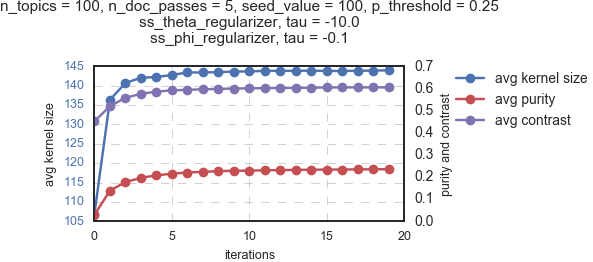 n_topics = 100, n_doc_passes = 5, seed_value = 100, p_threshold = 0.25
ss_theta_regularizer, tau = -10.0
ss_phi_regularizer, tau = -0.1
145
140
135
130
125
120
115
110
105
avg kernel size
0
5
10
15
20
iterations
0.7
0.6
0.5
0.4
0.3
0.2
0.1
0.0
purity and contrast
avg kernel size
avg purity
avg contrast